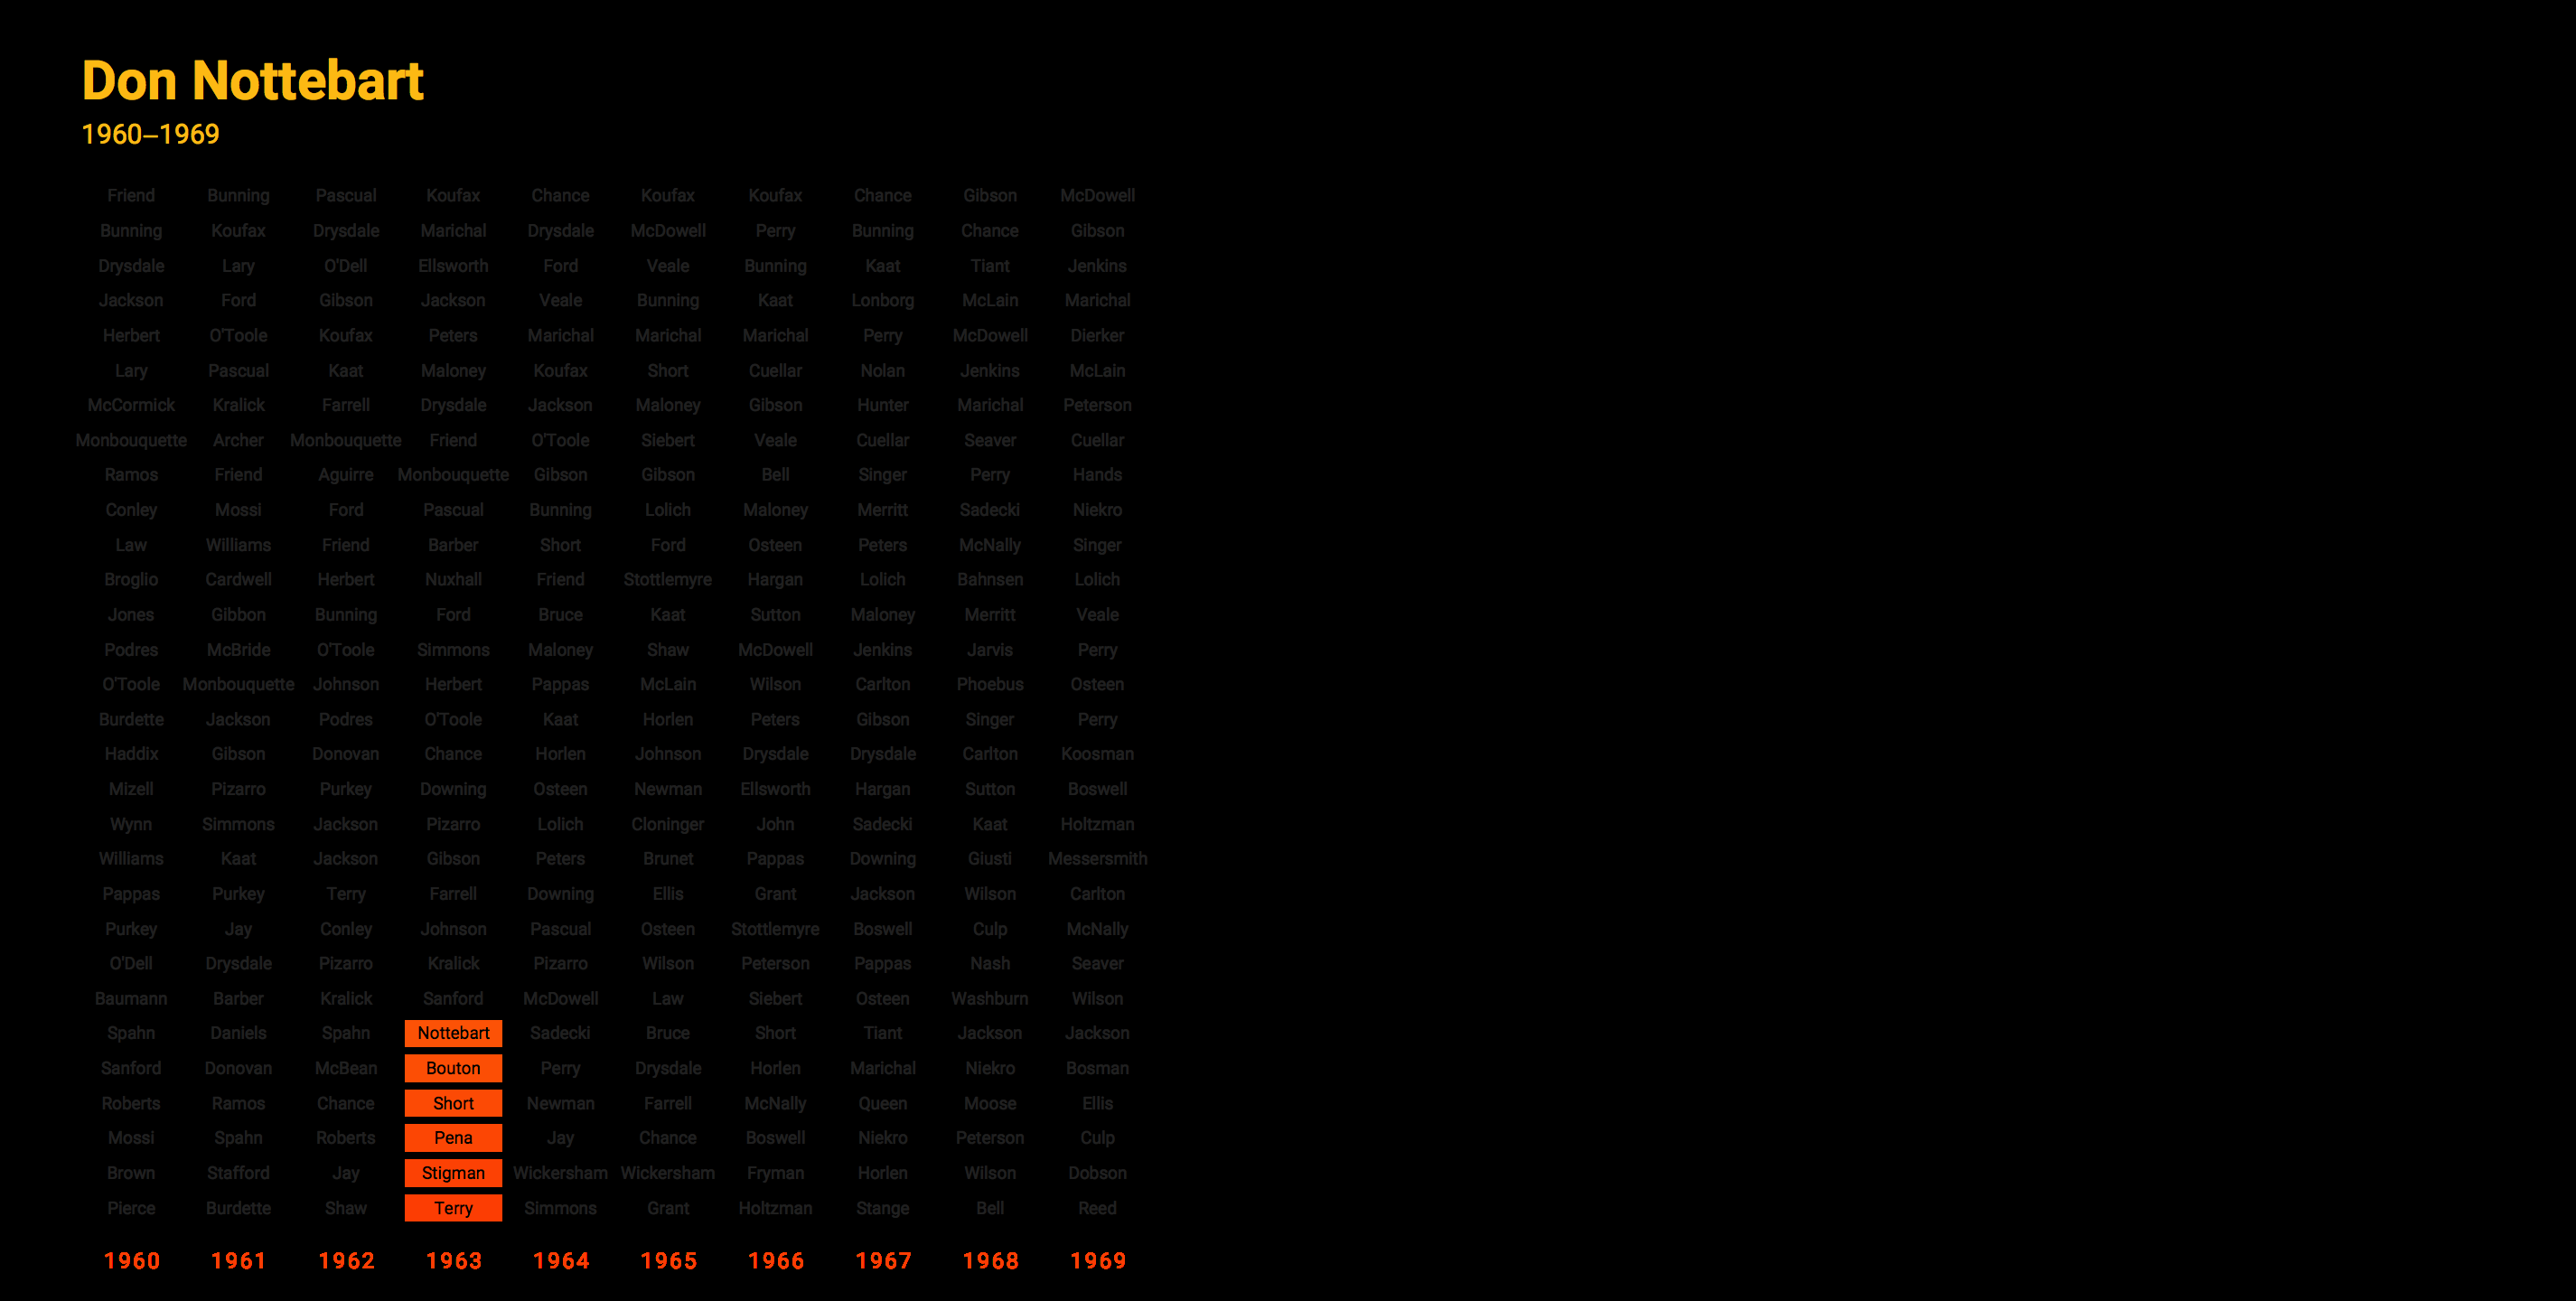 Don Nottebart
1960–1969
Friend Bunning Pascual Koufax Chance Koufax Koufax Chance Gibson McDowell
Bunning Koufax Drysdale Marichal Drysdale McDowell Perry Bunning Chance Gibson
Drysdale Lary O'Dell Ellsworth Ford Veale Bunning Kaat Tiant Jenkins
Jackson Ford Gibson Jackson Veale Bunning Kaat Lonborg McLain Marichal
Herbert O'Toole Koufax Peters Marichal Marichal Marichal Perry McDowell Dierker
Lary Pascual Kaat Maloney Koufax Short Cuellar Nolan Jenkins McLain
McCormick Kralick Farrell Drysdale Jackson Maloney Gibson Hunter Marichal Peterson
Monbouquette Archer Monbouquette Friend O'Toole Siebert Veale Cuellar Seaver Cuellar
Ramos Friend Aguirre Monbouquette Gibson Gibson Bell Singer Perry Hands
Conley Mossi Ford Pascual Bunning Lolich Maloney Merritt Sadecki Niekro
Law Williams Friend Barber Short Ford Osteen Peters McNally Singer
Broglio Cardwell Herbert Nuxhall Friend Stottlemyre Hargan Lolich Bahnsen Lolich
Jones Gibbon Bunning Ford Bruce Kaat Sutton Maloney Merritt Veale
Podres McBride O'Toole Simmons Maloney Shaw McDowell Jenkins Jarvis Perry
O'Toole Monbouquette Johnson Herbert Pappas McLain Wilson Carlton Phoebus Osteen
Burdette Jackson Podres O'Toole Kaat Horlen Peters Gibson Singer Perry
Haddix Gibson Donovan Chance Horlen Johnson Drysdale Drysdale Carlton Koosman
Mizell Pizarro Purkey Downing Osteen Newman Ellsworth Hargan Sutton Boswell
Wynn Simmons Jackson Pizarro Lolich Cloninger John Sadecki Kaat Holtzman
Williams Kaat Jackson Gibson Peters Brunet Pappas Downing Giusti Messersmith
Pappas Purkey Terry Farrell Downing Ellis Grant Jackson Wilson Carlton
Purkey Jay Conley Johnson Pascual Osteen Stottlemyre Boswell Culp McNally
O'Dell Drysdale Pizarro Kralick Pizarro Wilson Peterson Pappas Nash Seaver
Baumann Barber Kralick Sanford McDowell Law Siebert Osteen Washburn Wilson
Spahn Daniels Spahn Nottebart Sadecki Bruce Short Tiant Jackson Jackson
Sanford Donovan McBean Bouton Perry Drysdale Horlen Marichal Niekro Bosman
Roberts Ramos Chance Short Newman Farrell McNally Queen Moose Ellis
Mossi Spahn Roberts Pena Jay Chance Boswell Niekro Peterson Culp
Brown Stafford Jay Stigman Wickersham Wickersham Fryman Horlen Wilson Dobson
Pierce Burdette Shaw Terry Simmons Grant Holtzman Stange Bell Reed
1960 1961 1962 1963 1964 1965 1966 1967 1968 1969